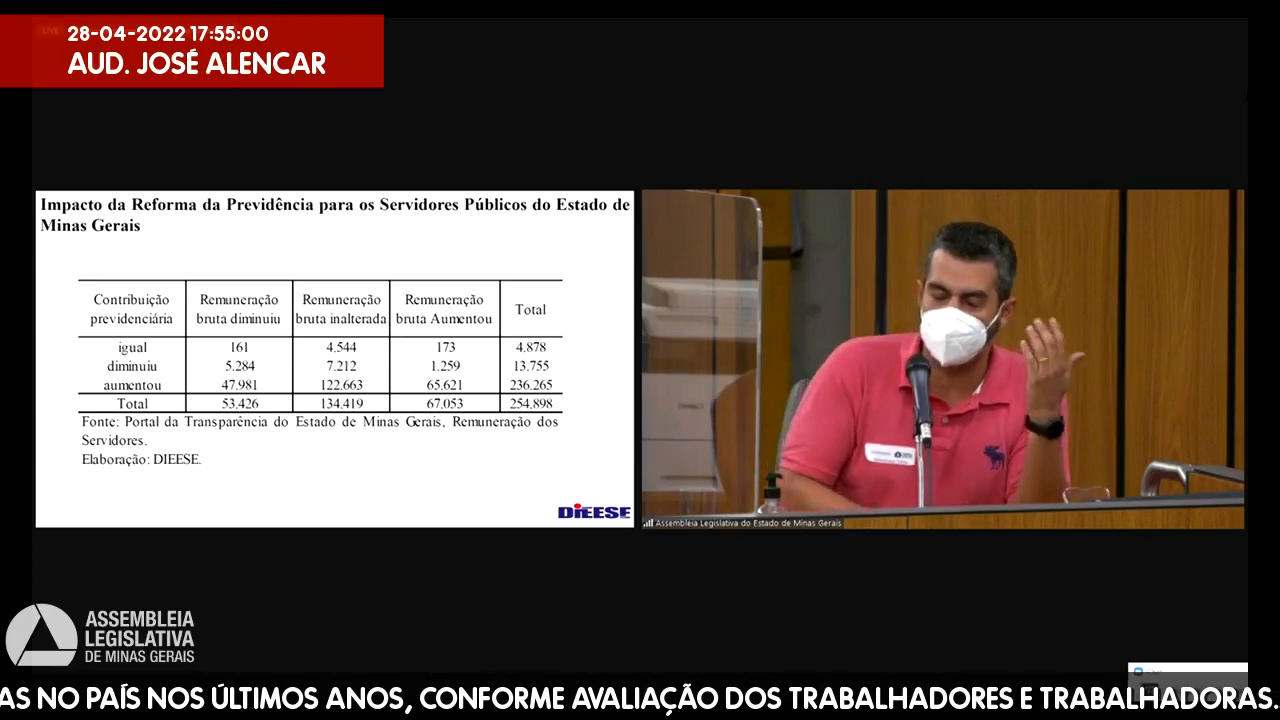 LIVE
28-04-2022 17:55:00
AUD. JOSÉ ALENCAR
Impacto da Reforma da Previdência para os Servidores Públicos do Estado de
Minas Gerais
Contribuição previdenciária Remuneração bruta diminuiu Remuneração bruta inalterada Remuneração bruta Aumentou Total
igual 161 4.544 173 4.878
diminuiu 5.284 7.212 1.259 13.755
aumentou 47.981 122.663 65.621 236.265
Total 53.426 134.419 67.053 254.898
Fonte: Portal da Transparência do Estado de Minas Gerais, Remuneração dos
Servidores.
Elaboração: DIEESE.
DIEESE
Assembleia Legislativa do Estado de Minas Gerais
ASSEMBLEIA
LEGISLATIVA
DE MINAS GERAIS
AS NO PAÍS NOS ÚLTIMOS ANOS, CONFORME AVALIAÇÃO DOS TRABALHADORES E TRABALHADORAS.